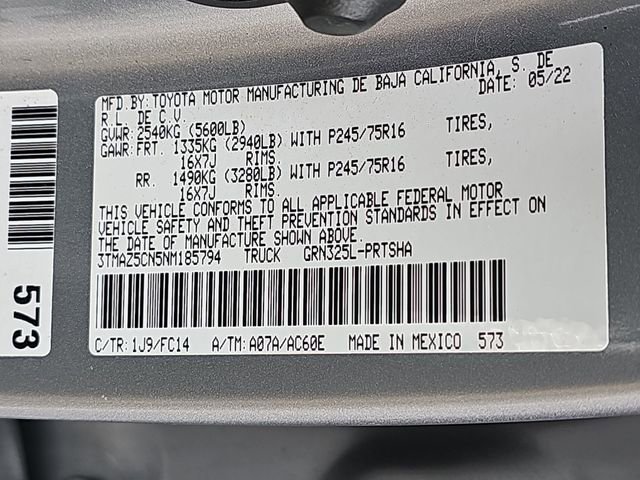 MFD.BY:TOYOTA MOTOR MANUFACTURING DE BAJA CALIFORNIA, S. DE
R.L. DE C.V. DATE: 05/22
GVWR: 2540KG (5600LB)
GAWR: FRT. 1335KG (2940LB) WITH P245/75R16 TIRES,
16X7J RIMS.
RR. 1490KG (3280LB) WITH P245/75R16 TIRES,
16X7J RIMS.
THIS VEHICLE CONFORMS TO ALL APPLICABLE FEDERAL MOTOR
VEHICLE SAFETY AND THEFT PREVENTION STANDARDS IN EFFECT ON
THE DATE OF MANUFACTURE SHOWN ABOVE.
3TMAZ5CN5NM185794 TRUCK GRN325L-PRTSHA
C/TR: 1J9/FC14 A/TM: A07A/AC60E MADE IN MEXICO 573
573